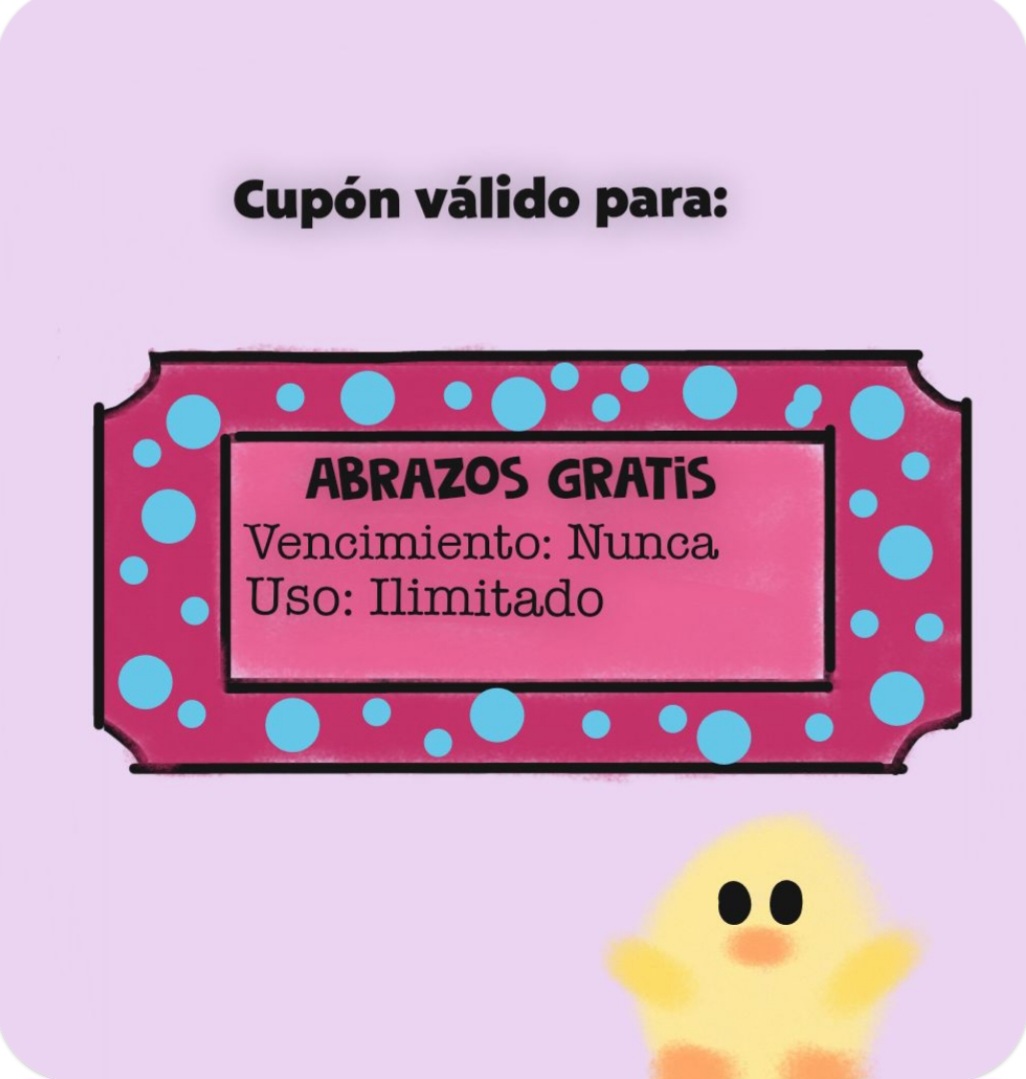 Cupón válido para:
ABRAZOS GRATiS
Vencimiento: Nunca
Uso: Ilimitado